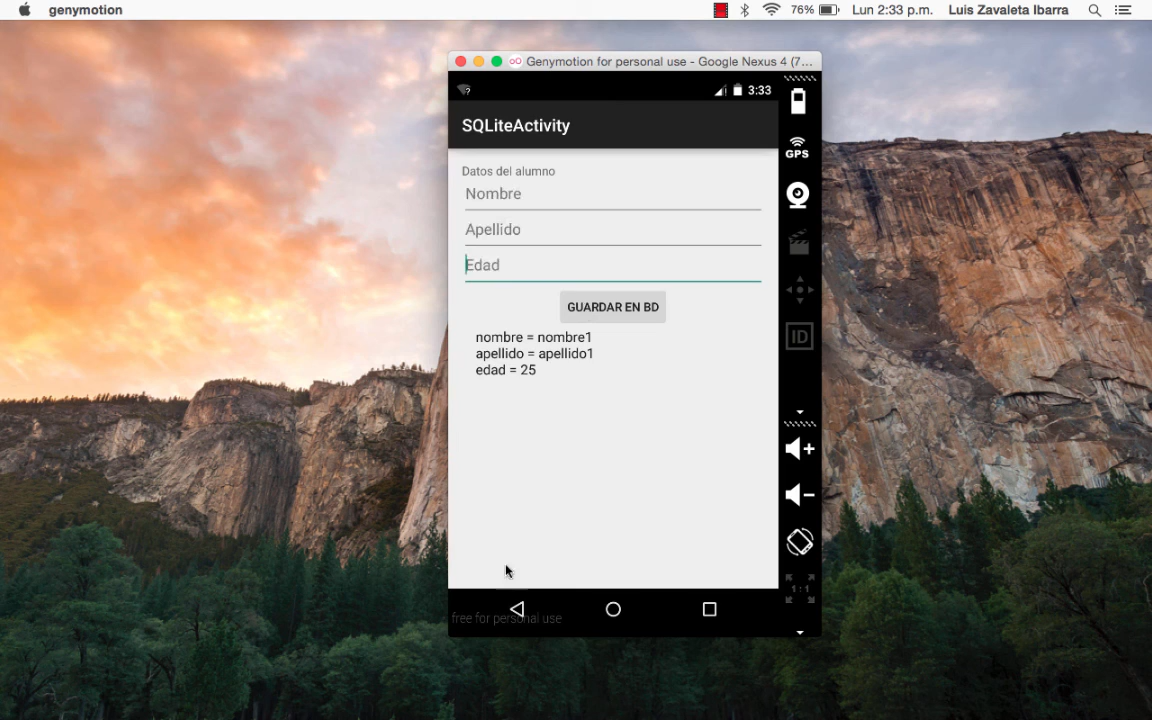 genymotion
76%
Lun 2:33 p.m.
Luis Zavaleta Ibarra
Genymotion for personal use - Google Nexus 4 (7...
3:33
SQLiteActivity
GPS
Datos del alumno
Nombre
Apellido
Edad
GUARDAR EN BD
ID
nombre = nombre1
apellido = apellido1
edad = 25
1:1
free for personal use